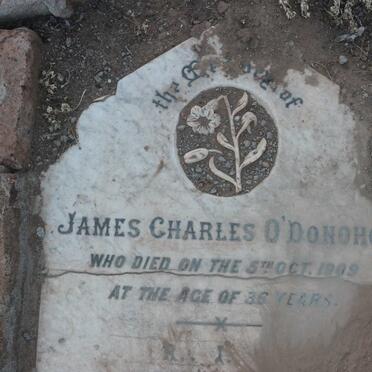 the
of
JAMES CHARLES O'DONOHO
WHO DIED ON THE 5TH OCT. 1909
AT THE AGE OF 36 YEARS.
R. I.